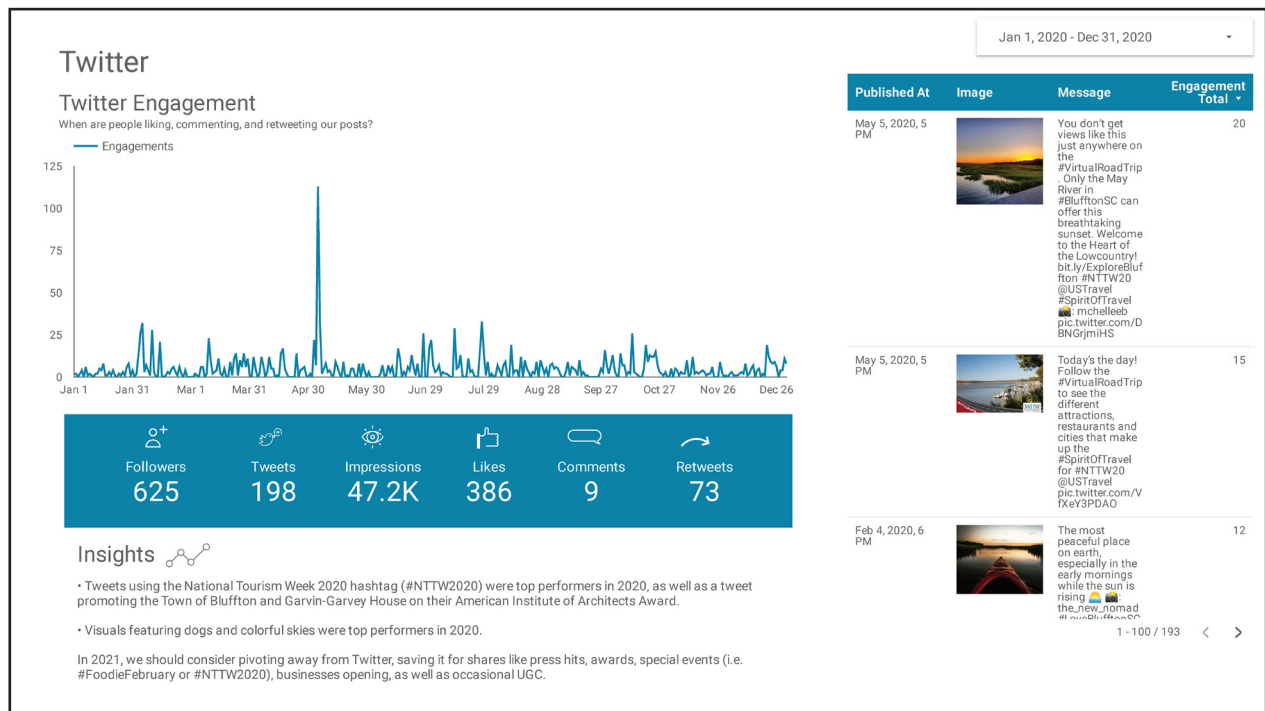 Jan 1, 2020 - Dec 31, 2020
Twitter
Twitter Engagement
When are people liking, commenting, and retweeting our posts?
Engagements
125
100
75
50
25
0
Jan 1 Jan 31 Mar 1 Mar 31 Apr 30 May 30 Jun 29 Jul 29 Aug 28 Sep 27 Oct 27 Nov 26 Dec 26
Followers Tweets Impressions Likes Comments Retweets
625 198 47.2K 386 9 73
Insights
• Tweets using the National Tourism Week 2020 hashtag (#NTTW2020) were top performers in 2020, as well as a tweet
promoting the Town of Bluffton and Garvin-Garvey House on their American Institute of Architects Award.
• Visuals featuring dogs and colorful skies were top performers in 2020.
In 2021, we should consider pivoting away from Twitter, saving it for shares like press hits, awards, special events (i.e.
#FoodieFebruary or #NTTW2020), businesses opening, as well as occasional UGC.
Published At Image Message Engagement
Total
May 5, 2020, 5
PM
You don't get
views like this
just anywhere on
the
#VirtualRoadTrip
. Only the May
River in
#BlufftonSC can
offer this
breathtaking
sunset. Welcome
to the Heart of
the Lowcountry!
bit.ly/ExploreBluf
fton #NTTW20
@USTravel
#SpiritOfTravel
📸: mchelleeb
pic.twitter.com/D
BNGrjmiHS
20
May 5, 2020, 5
PM
Today's the day!
Follow the
#VirtualRoadTrip
to see the
different
attractions,
restaurants and
cities that make
up the
#SpiritOfTravel
for #NTTW20
@USTravel
pic.twitter.com/V
fXeY3PDAO
15
Feb 4, 2020, 6
PM
The most
peaceful place
on earth,
especially in the
early mornings
while the sun is
rising 🌅 📸:
the_new_nomad
#LoveBlufftonSC
12
1 - 100 / 193